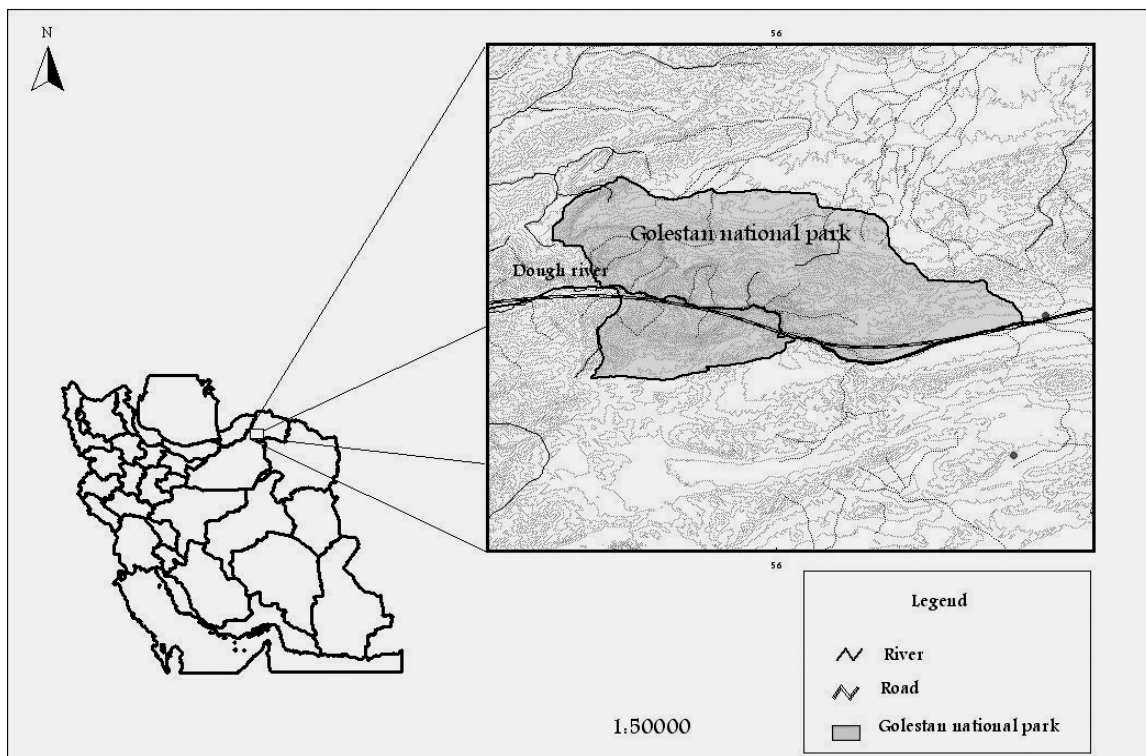 N
56
Golestan national park
Dough river
56
Legend
River
Road
Golestan national park
1:50000